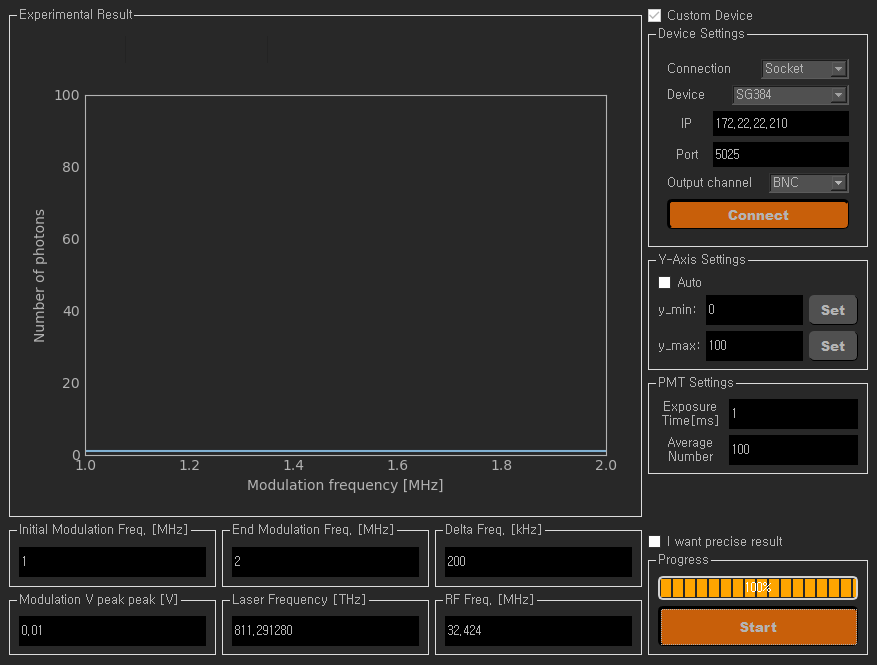 Experimental Result
100
80
60
40
20
0
Number of photons
1.0 1.2 1.4 1.6 1.8 2.0
Modulation frequency [MHz]
Custom Device
Device Settings
Connection Socket
Device SG384
IP 172,22,22,210
Port 5025
Output channel BNC
Connect
Y-Axis Settings
Auto
y_min: 0 Set
y_max: 100 Set
PMT Settings
Exposure
Time[ms] 1
Average
Number 100
Initial Modulation Freq, [MHz] End Modulation Freq, [MHz] Delta Freq, [kHz]
1 2 200
Modulation V peak peak [V] Laser Frequency [THz] RF Freq, [MHz]
0,01 811,291280 32,424
I want precise result
Progress
100%
Start